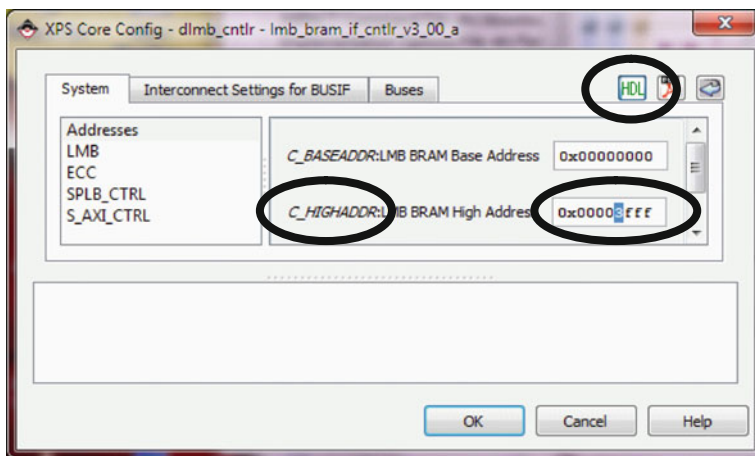 XPS Core Config - dlmb_cntlr - lmb_bram_if_cntlr_v3_00_a
System Interconnect Settings for BUSIF Buses HDL
Addresses
LMB
ECC
SPLB_CTRL
S_AXI_CTRL
C_BASEADDR:LMB BRAM Base Address 0x00000000
C_HIGHADDR:LMB BRAM High Address 0x00003fff
OK Cancel Help